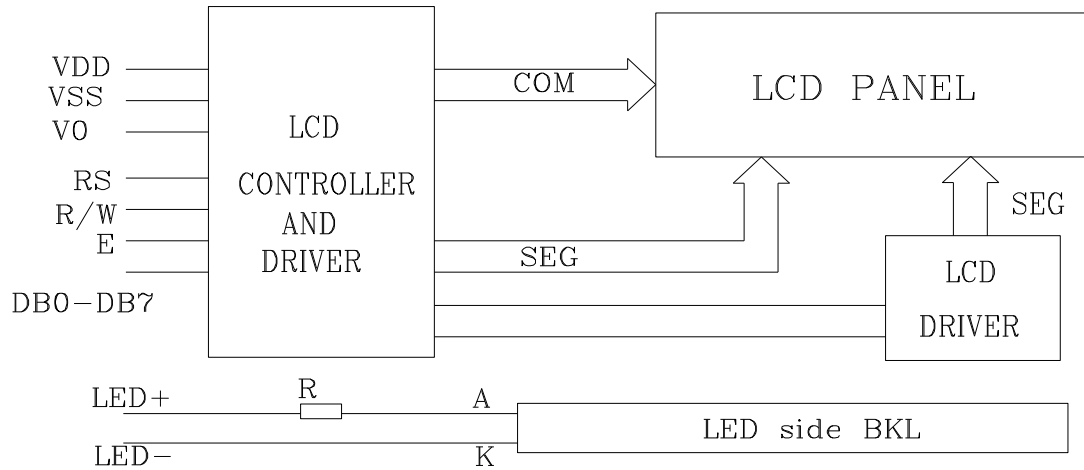 VDD
VSS
V0
RS
R/W
E
DB0-DB7
LCD
CONTROLLER
AND
DRIVER
COM
SEG
LCD PANEL
SEG
LCD
DRIVER
LED+
R
A
LED-
K
LED side BKL